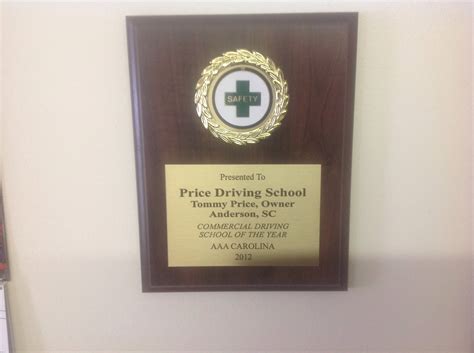 SAFETY
Presented To
Price Driving School
Tommy Price, Owner
Anderson, SC
COMMERCIAL DRIVING
SCHOOL OF THE YEAR
AAA CAROLINA
2012